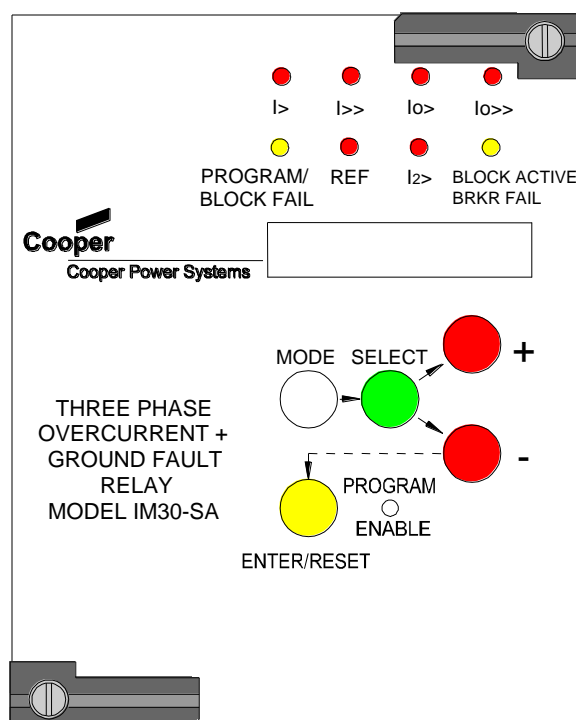 I> I>> Io> Io>>
PROGRAM/ BLOCK FAIL REF I2> BLOCK ACTIVE BRKR FAIL
Cooper
Cooper Power Systems
MODE SELECT
+
THREE PHASE
OVERCURRENT +
GROUND FAULT
RELAY
MODEL IM30-SA
-
PROGRAM
ENABLE
ENTER/RESET